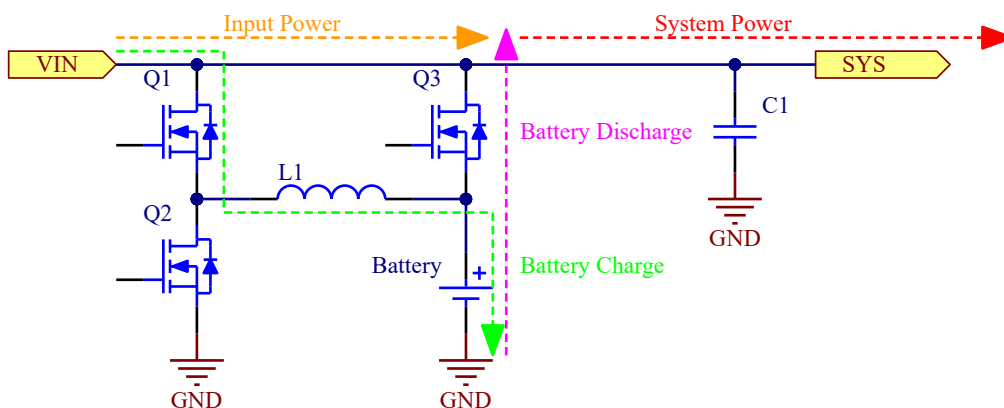 Input Power
System Power
VIN
SYS
Q1
Q3
C1
Battery Discharge
L1
Q2
GND
Battery
+
Battery Charge
GND
GND